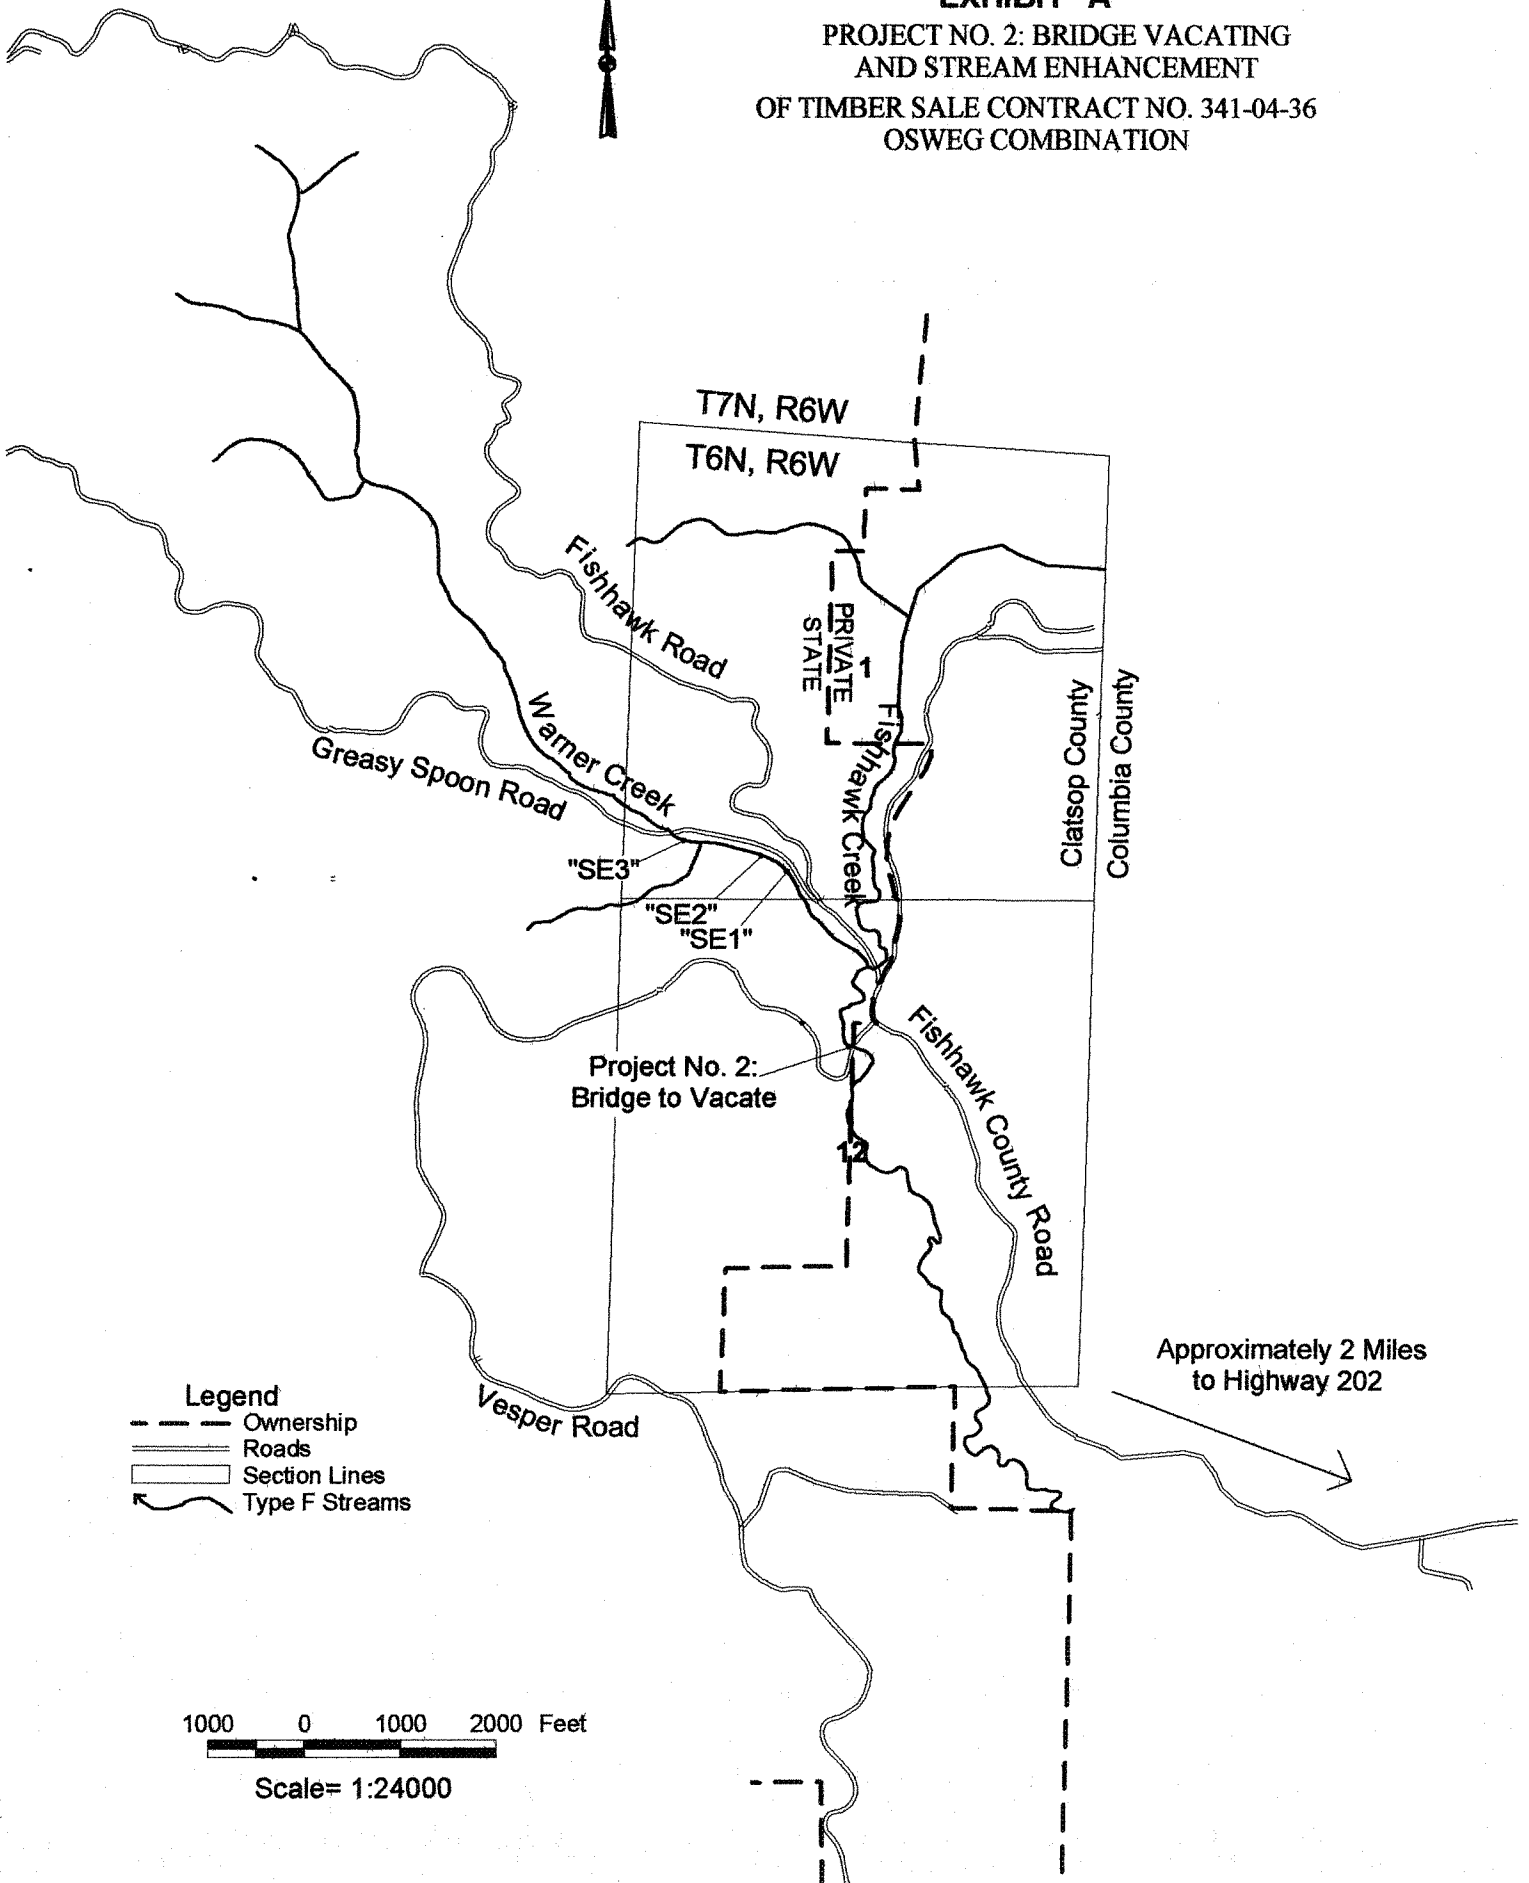 EXHIBIT "A"
PROJECT NO. 2: BRIDGE VACATING
AND STREAM ENHANCEMENT
OF TIMBER SALE CONTRACT NO. 341-04-36
OSWEG COMBINATION
T7N, R6W
T6N, R6W
Fishhawk Road
PRIVATE
STATE
1
Fishhawk Creek
Clatsop County
Columbia County
Warner Creek
Greasy Spoon Road
"SE3"
"SE2"
"SE1"
Project No. 2:
Bridge to Vacate
Fishhawk County Road
12
Approximately 2 Miles
to Highway 202
Vesper Road
Legend
Ownership
Roads
Section Lines
Type F Streams
1000 0 1000 2000 Feet
Scale= 1:24000